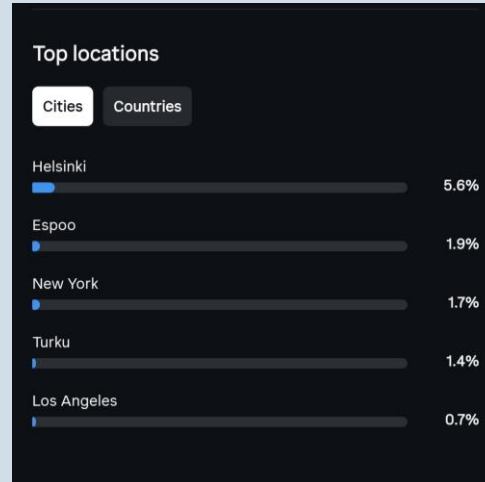 Top locations
Cities Countries
Helsinki
5.6%
Espoo
1.9%
New York
1.7%
Turku
1.4%
Los Angeles
0.7%